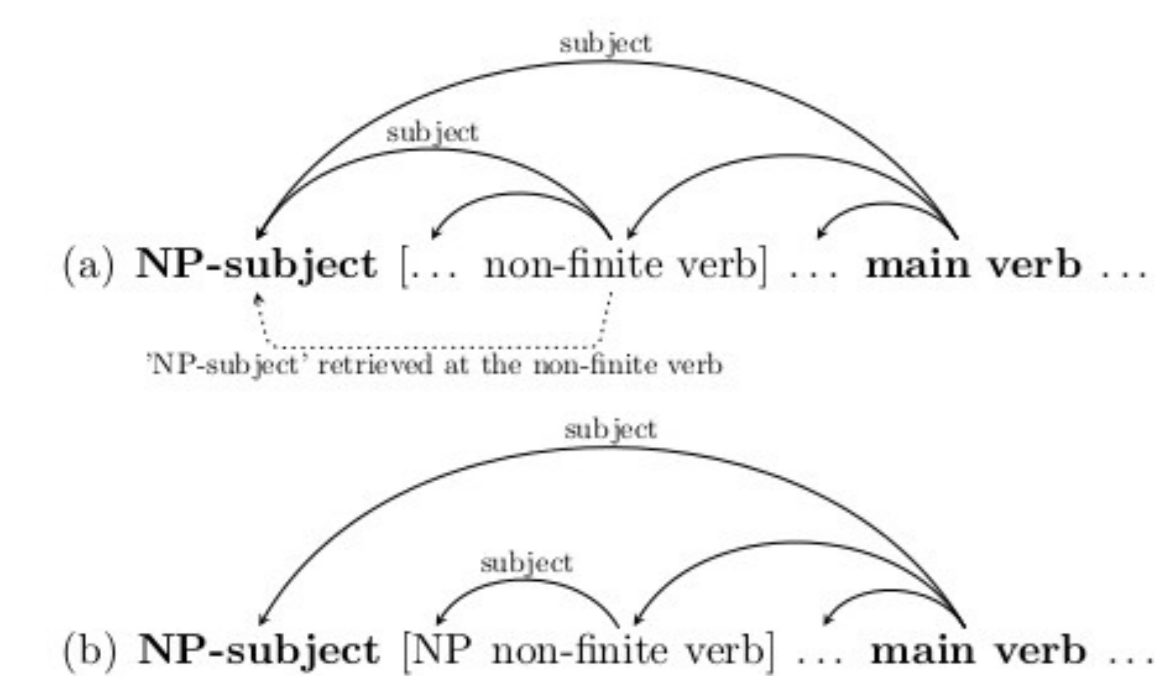 subject
subject
(a) NP-subject [... non-finite verb] ... main verb ...
'NP-subject' retrieved at the non-finite verb
subject
subject
(b) NP-subject [NP non-finite verb] ... main verb ...